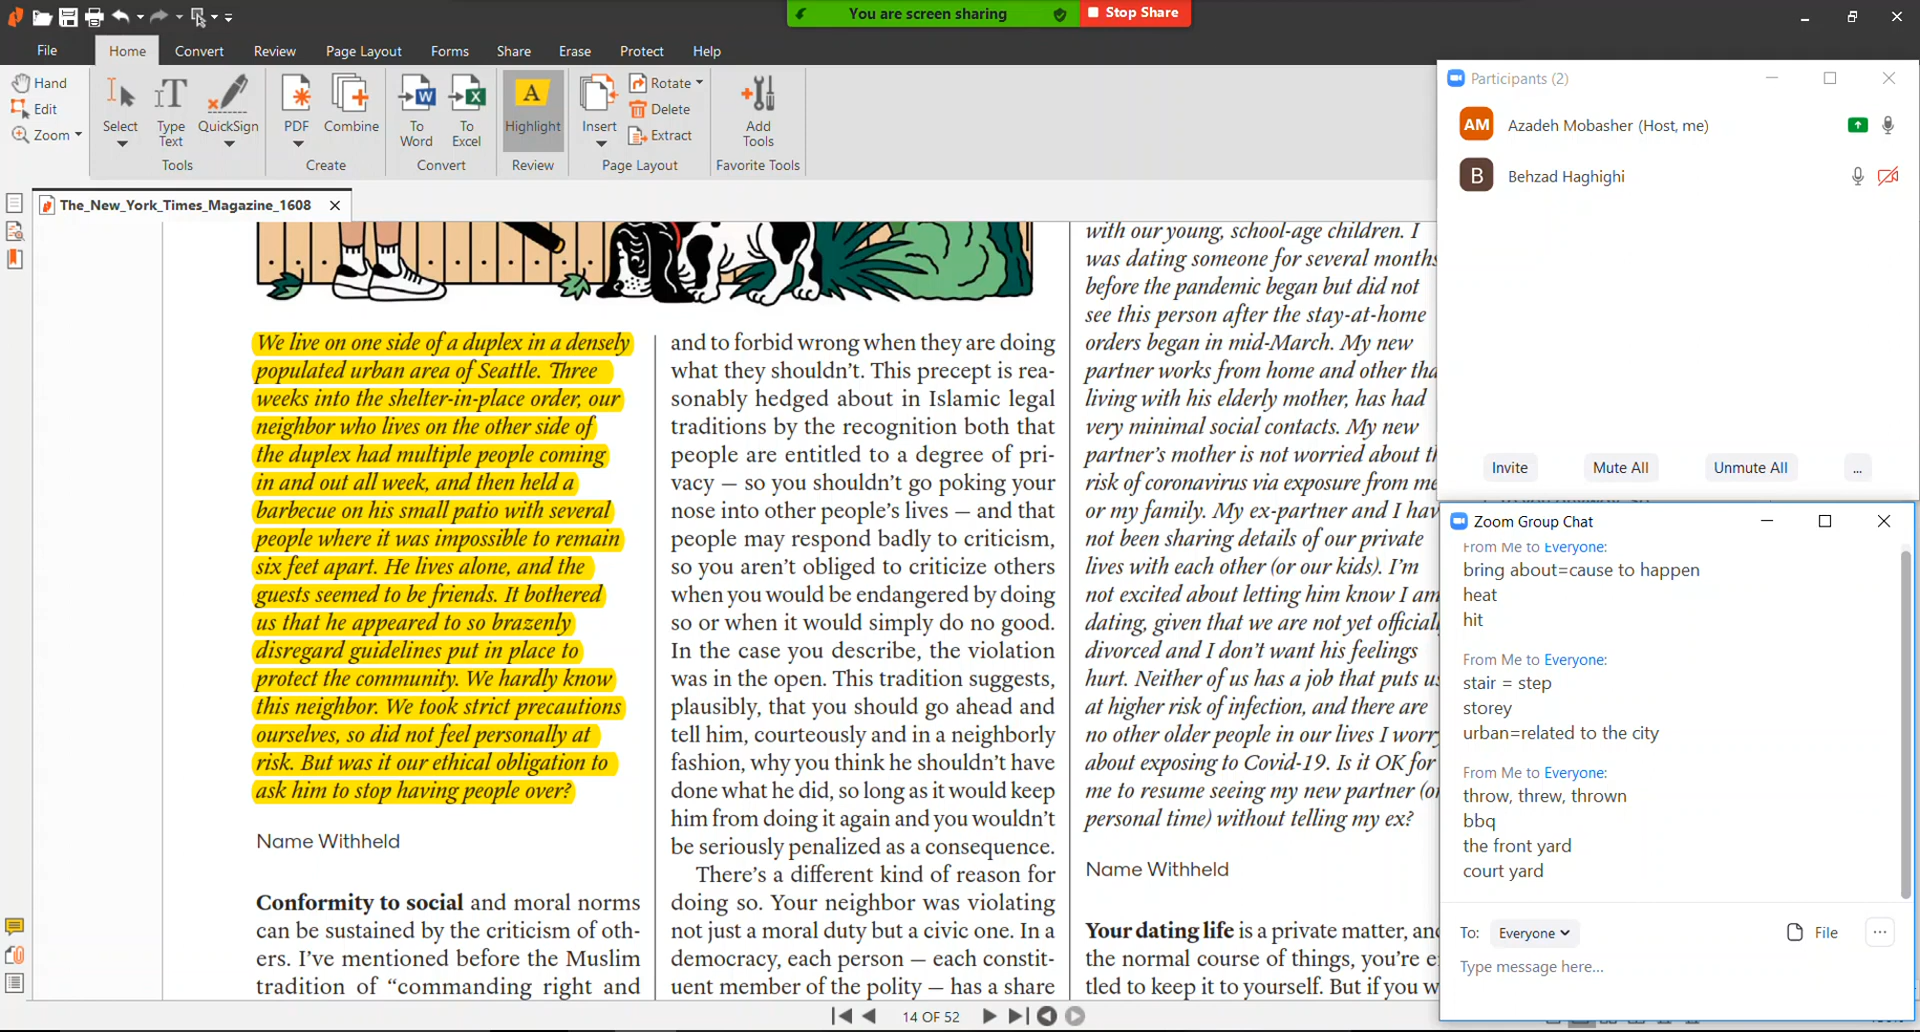 You are screen sharing
Stop Share
File
Home
Convert
Review
Page Layout
Forms
Share
Erase
Protect
Help
Hand
Edit
Zoom
Select
Type
Text
QuickSign
Tools
PDF
Combine
Create
To
Word
To
Excel
Convert
Highlight
Review
Insert
Rotate
Delete
Extract
Page Layout
Add
Tools
Favorite Tools
The_New_York_Times_Magazine_1608
We live on one side of a duplex in a densely
populated urban area of Seattle. Three
weeks into the shelter-in-place order, our
neighbor who lives on the other side of
the duplex had multiple people coming
in and out all week, and then held a
barbecue on his small patio with several
people where it was impossible to remain
six feet apart. He lives alone, and the
guests seemed to be friends. It bothered
us that he appeared to so brazenly
disregard guidelines put in place to
protect the community. We hardly know
this neighbor. We took strict precautions
ourselves, so did not feel personally at
risk. But was it our ethical obligation to
ask him to stop having people over?
Name Withheld
Conformity to social and moral norms
can be sustained by the criticism of oth-
ers. I've mentioned before the Muslim
tradition of “commanding right and
and to forbid wrong when they are doing
what they shouldn't. This precept is rea-
sonably hedged about in Islamic legal
traditions by the recognition both that
people are entitled to a degree of pri-
vacy — so you shouldn't go poking your
nose into other people's lives — and that
people may respond badly to criticism,
so you aren't obliged to criticize others
when you would be endangered by doing
so or when it would simply do no good.
In the case you describe, the violation
was in the open. This tradition suggests,
plausibly, that you should go ahead and
tell him, courteously and in a neighborly
fashion, why you think he shouldn't have
done what he did, so long as it would keep
him from doing it again and you wouldn't
be seriously penalized as a consequence.
There's a different kind of reason for
doing so. Your neighbor was violating
not just a moral duty but a civic one. In a
democracy, each person — each constit-
uent member of the polity — has a share
with our young, school-age children. I
was dating someone for several months
before the pandemic began but did not
see this person after the stay-at-home
orders began in mid-March. My new
partner works from home and other tha
living with his elderly mother, has had
very minimal social contacts. My new
partner's mother is not worried about th
risk of coronavirus via exposure from me
or my family. My ex-partner and I hav
not been sharing details of our private
lives with each other (or our kids). I'm
not excited about letting him know I am
dating, given that we are not yet official
divorced and I don't want his feelings
hurt. Neither of us has a job that puts us
at higher risk of infection, and there are
no other older people in our lives I worry
about exposing to Covid-19. Is it OK for
me to resume seeing my new partner (or
personal time) without telling my ex?
Name Withheld
Your dating life is a private matter, and
the normal course of things, you're e
tled to keep it to yourself. But if you w
14 OF 52
Participants (2)
AM Azadeh Mobasher (Host, me)
B Behzad Haghighi
Invite
Mute All
Unmute All
...
Zoom Group Chat
From Me to Everyone:
bring about=cause to happen
heat
hit
From Me to Everyone:
stair = step
storey
urban=related to the city
From Me to Everyone:
throw, threw, thrown
bbq
the front yard
court yard
To: Everyone
File
...
Type message here...